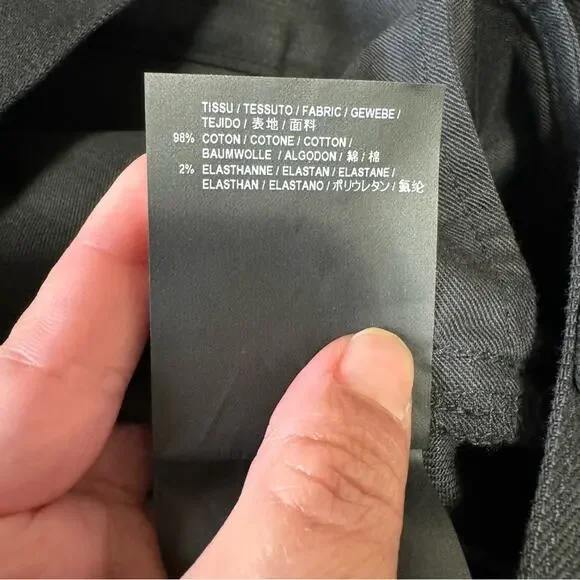 TISSU / TESSUTO / FABRIC / GEWEBE /
TEJIDO / 表地 / 面料
98% COTON / COTONE / COTTON /
BAUMWOLLE / ALGODON / 綿 / 棉
2% ELASTHANNE / ELASTAN / ELASTANE /
ELASTHAN / ELASTANO / ポリウレタン / 氨纶